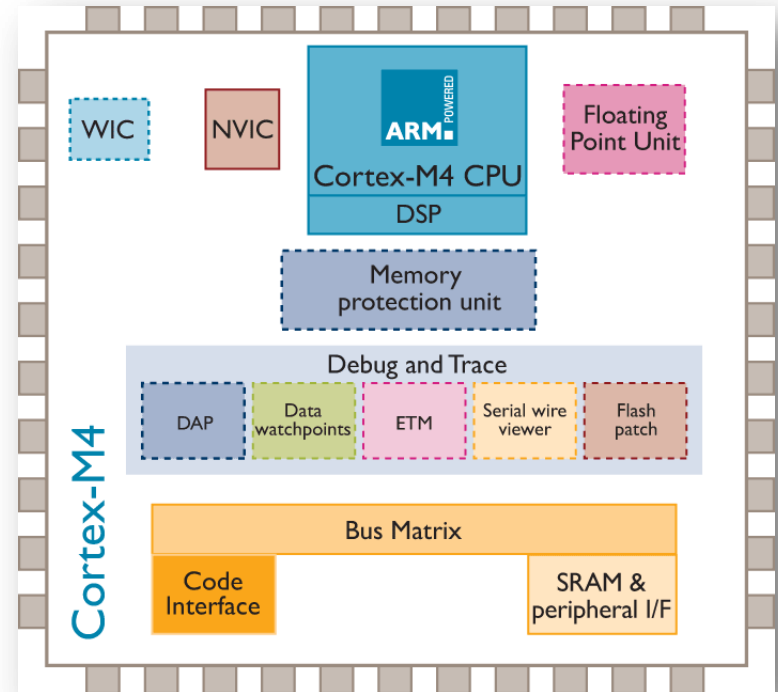 WIC
NVIC
ARM POWERED
Cortex-M4 CPU
DSP
Floating
Point Unit
Memory
protection unit
Debug and Trace
DAP
Data
watchpoints
ETM
Serial wire
viewer
Flash
patch
Cortex-M4
Bus Matrix
Code
Interface
SRAM &
peripheral I/F